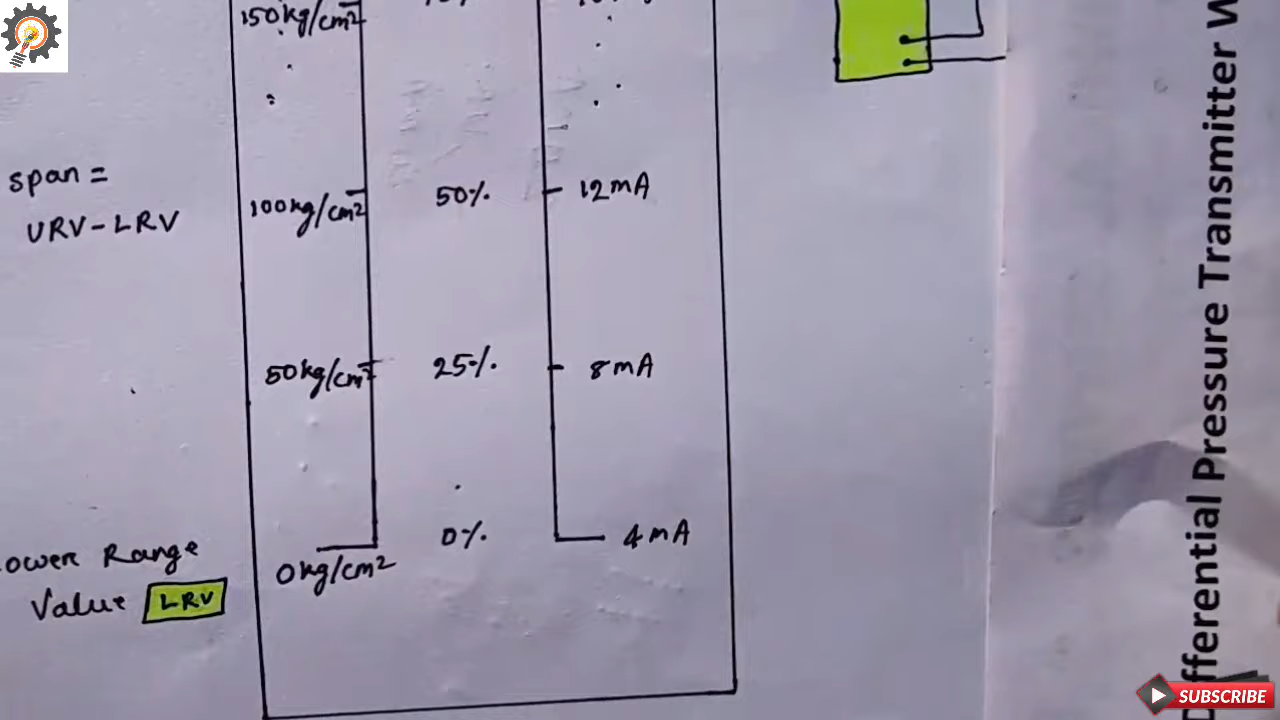 150kg/cm²
span =
URV-LRV
100kg/cm²
50%
12mA
50kg/cm²
25%
8mA
Lower Range
Value LRV
0kg/cm²
0%
4mA
Differential Pressure Transmitter W
SUBSCRIBE